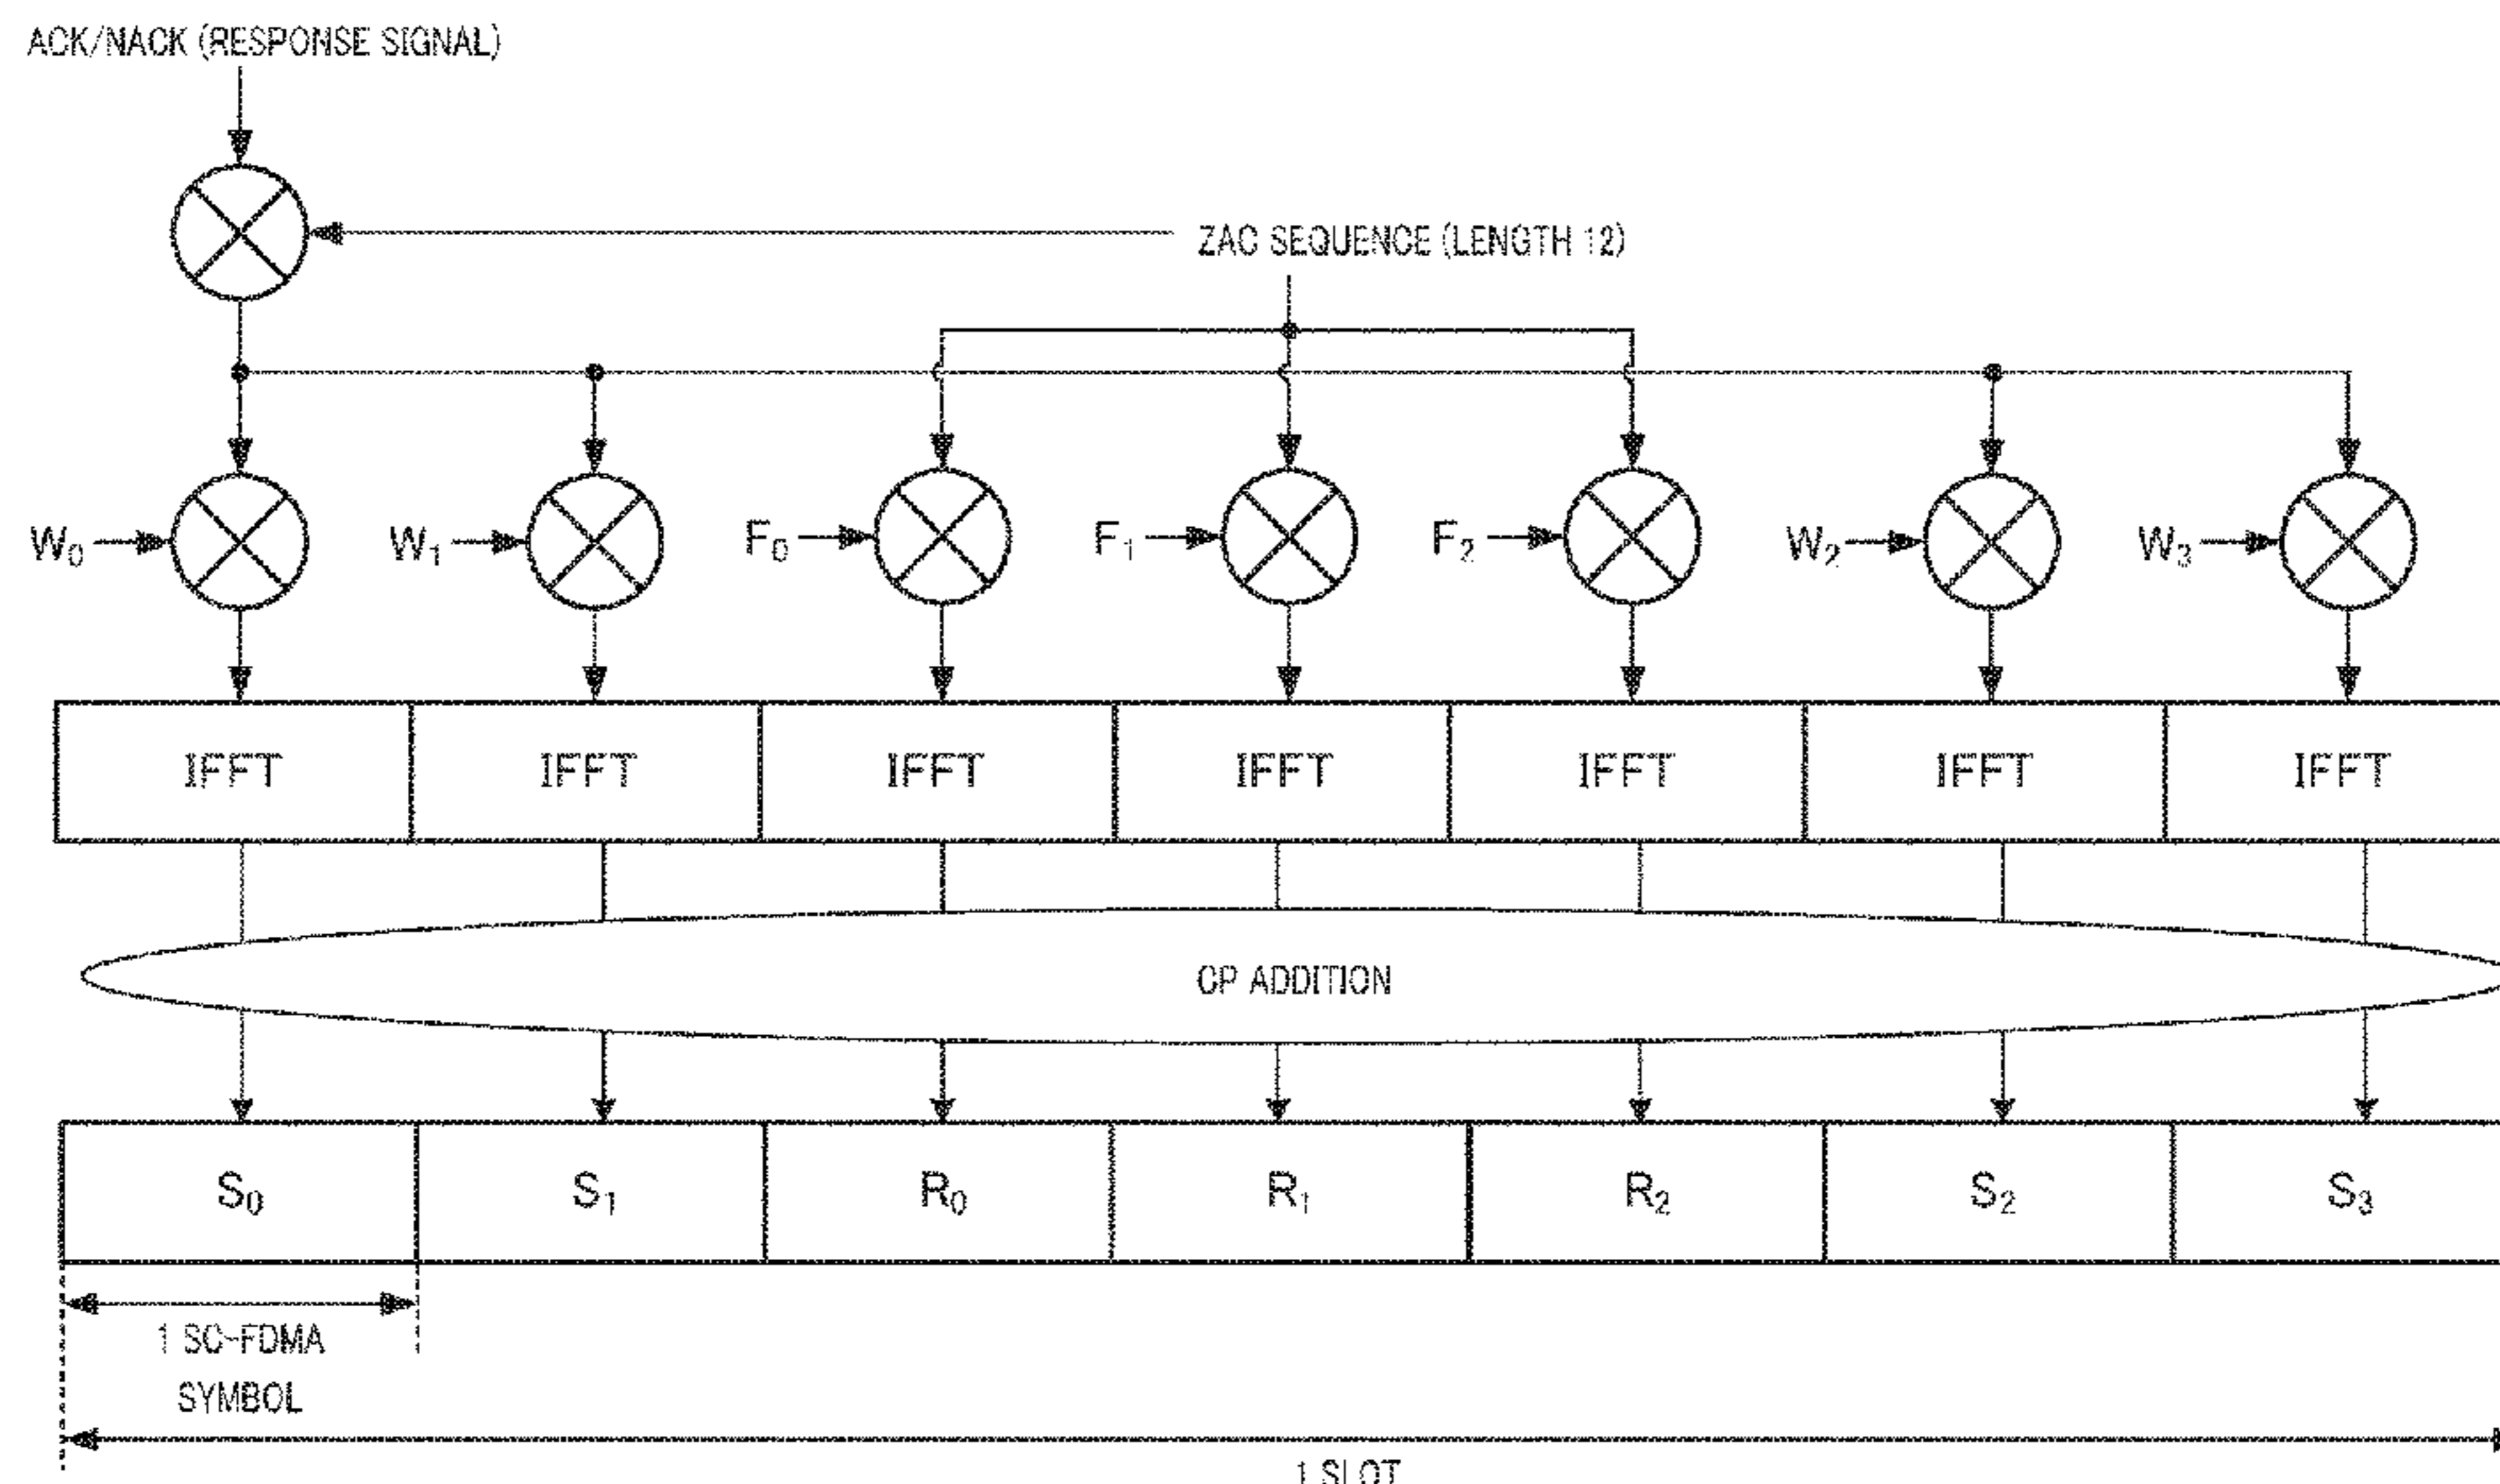 ACK/NACK (RESPONSE SIGNAL)
ZAC SEQUENCE (LENGTH 12)
W₀ W₁ F₀ F₁ F₂ W₂ W₃
IFFT IFFT IFFT IFFT IFFT IFFT IFFT
CP ADDITION
S₀ S₁ R₀ R₁ R₂ S₂ S₃
1 SC-FDMA
SYMBOL
1 SLOT